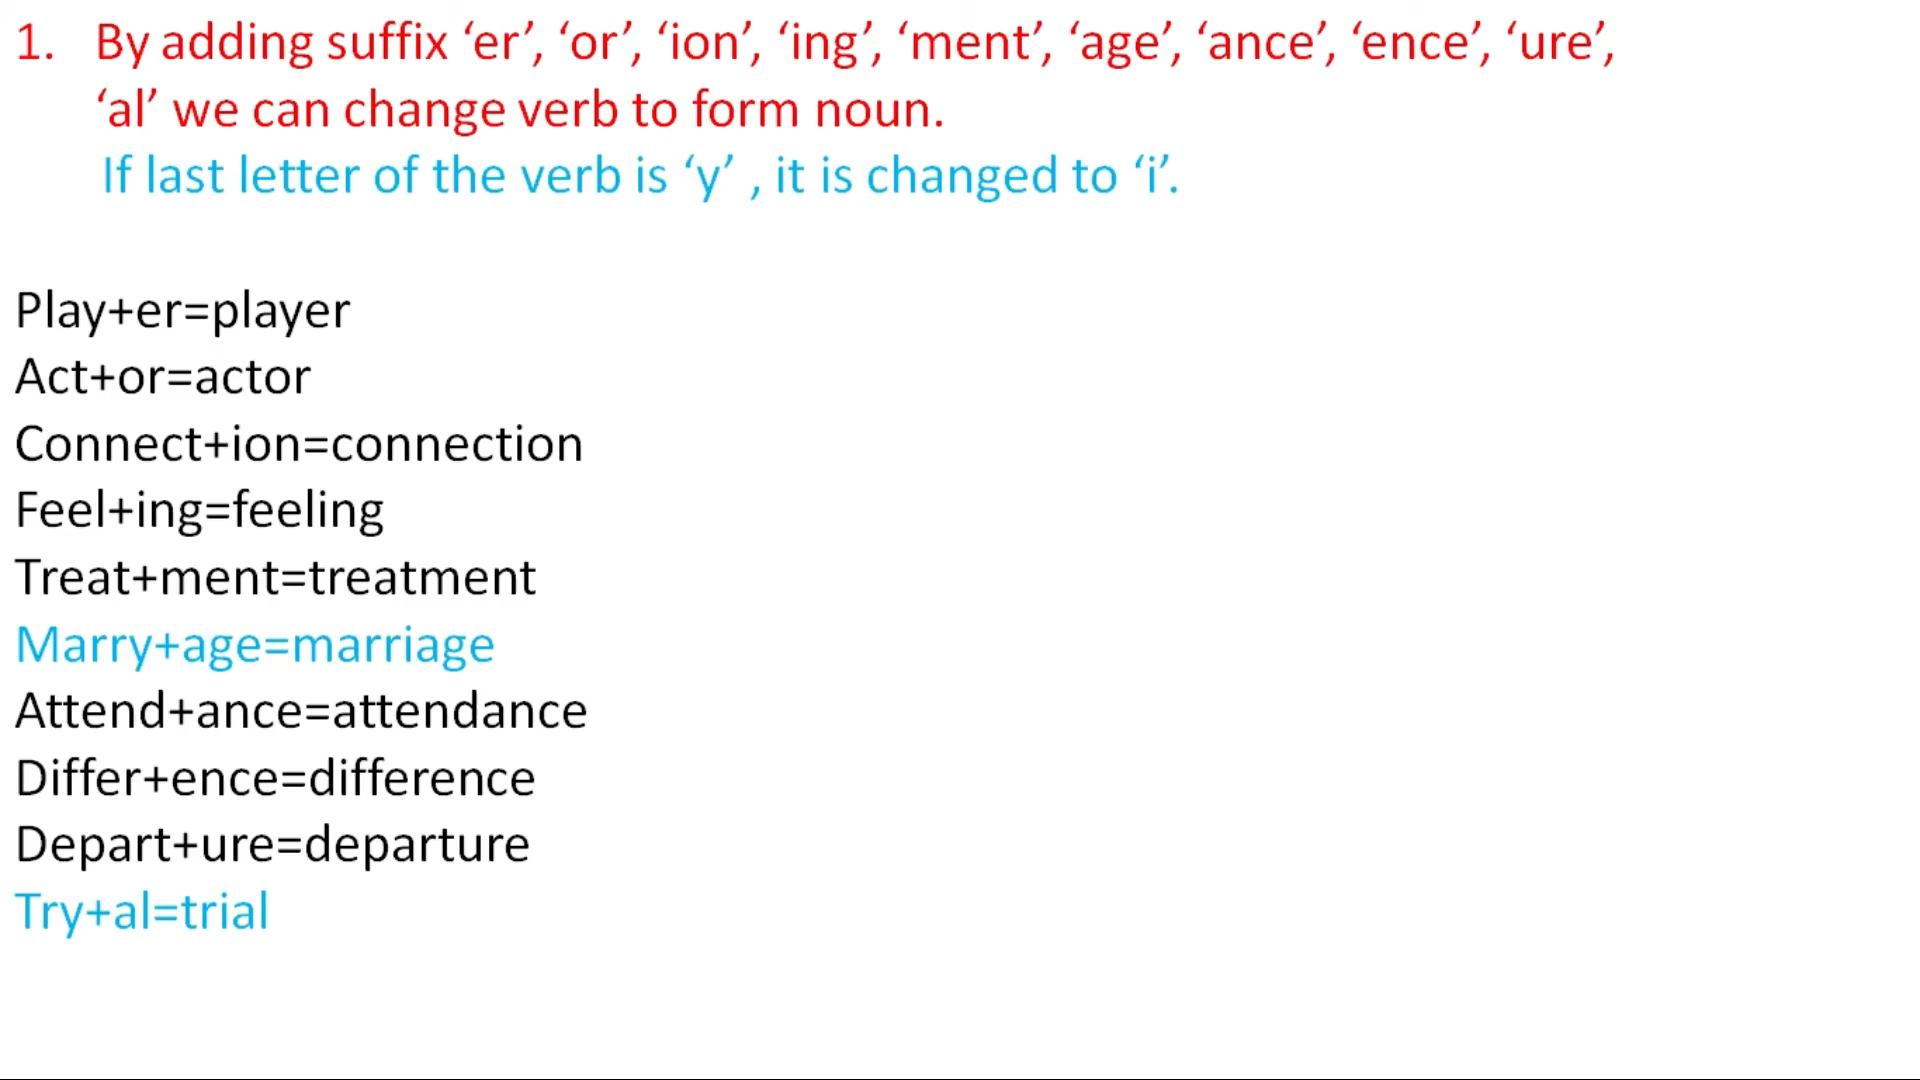 1. By adding suffix ‘er’, ‘or’, ‘ion’, ‘ing’, ‘ment’, ‘age’, ‘ance’, ‘ence’, ‘ure’,
‘al’ we can change verb to form noun.
If last letter of the verb is ‘y’ , it is changed to ‘i’.
Play+er=player
Act+or=actor
Connect+ion=connection
Feel+ing=feeling
Treat+ment=treatment
Marry+age=marriage
Attend+ance=attendance
Differ+ence=difference
Depart+ure=departure
Try+al=trial